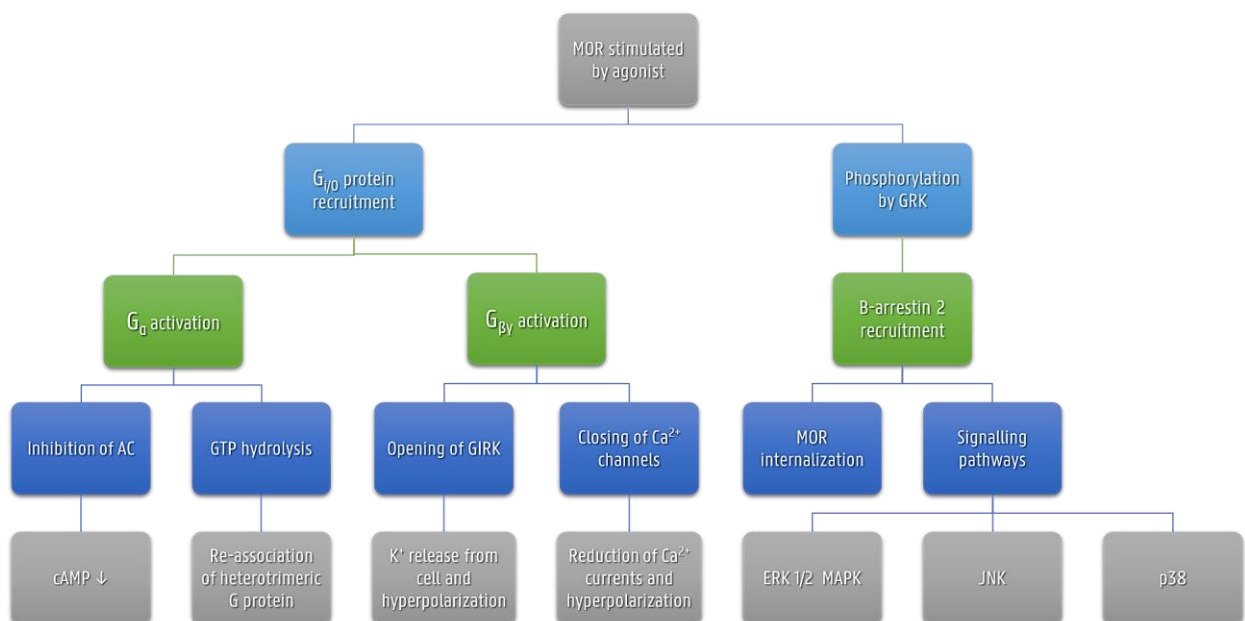 MOR stimulated
by agonist
Gi/0 protein
recruitment
Phosphorylation
by GRK
Gα activation
Gβγ activation
B-arrestin 2
recruitment
Inhibition of AC
GTP hydrolysis
Opening of GIRK
Closing of Ca²⁺
channels
MOR
internalization
Signalling
pathways
cAMP ↓
Re-association
of heterotrimeric
G protein
K⁺ release from
cell and
hyperpolarization
Reduction of Ca²⁺
currents and
hyperpolarization
ERK 1/2 MAPK
JNK
p38